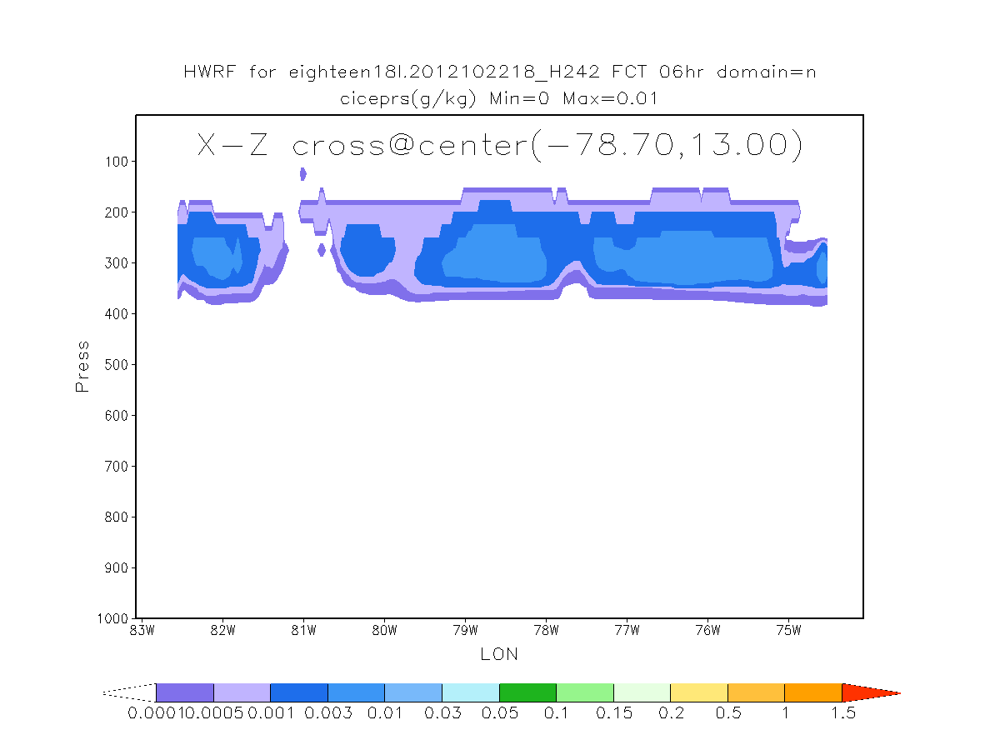 HWRF for eighteen18l.2012102218_H242 FCT 06hr domain=n
ciceprs(g/kg) Min=0 Max=0.01
X-Z cross@center(-78.70,13.00)
100
200
300
400
500
600
700
800
900
1000
Press
83W 82W 81W 80W 79W 78W 77W 76W 75W
LON
0.0001 0.0005 0.001 0.003 0.01 0.03 0.05 0.1 0.15 0.2 0.5 1 1.5